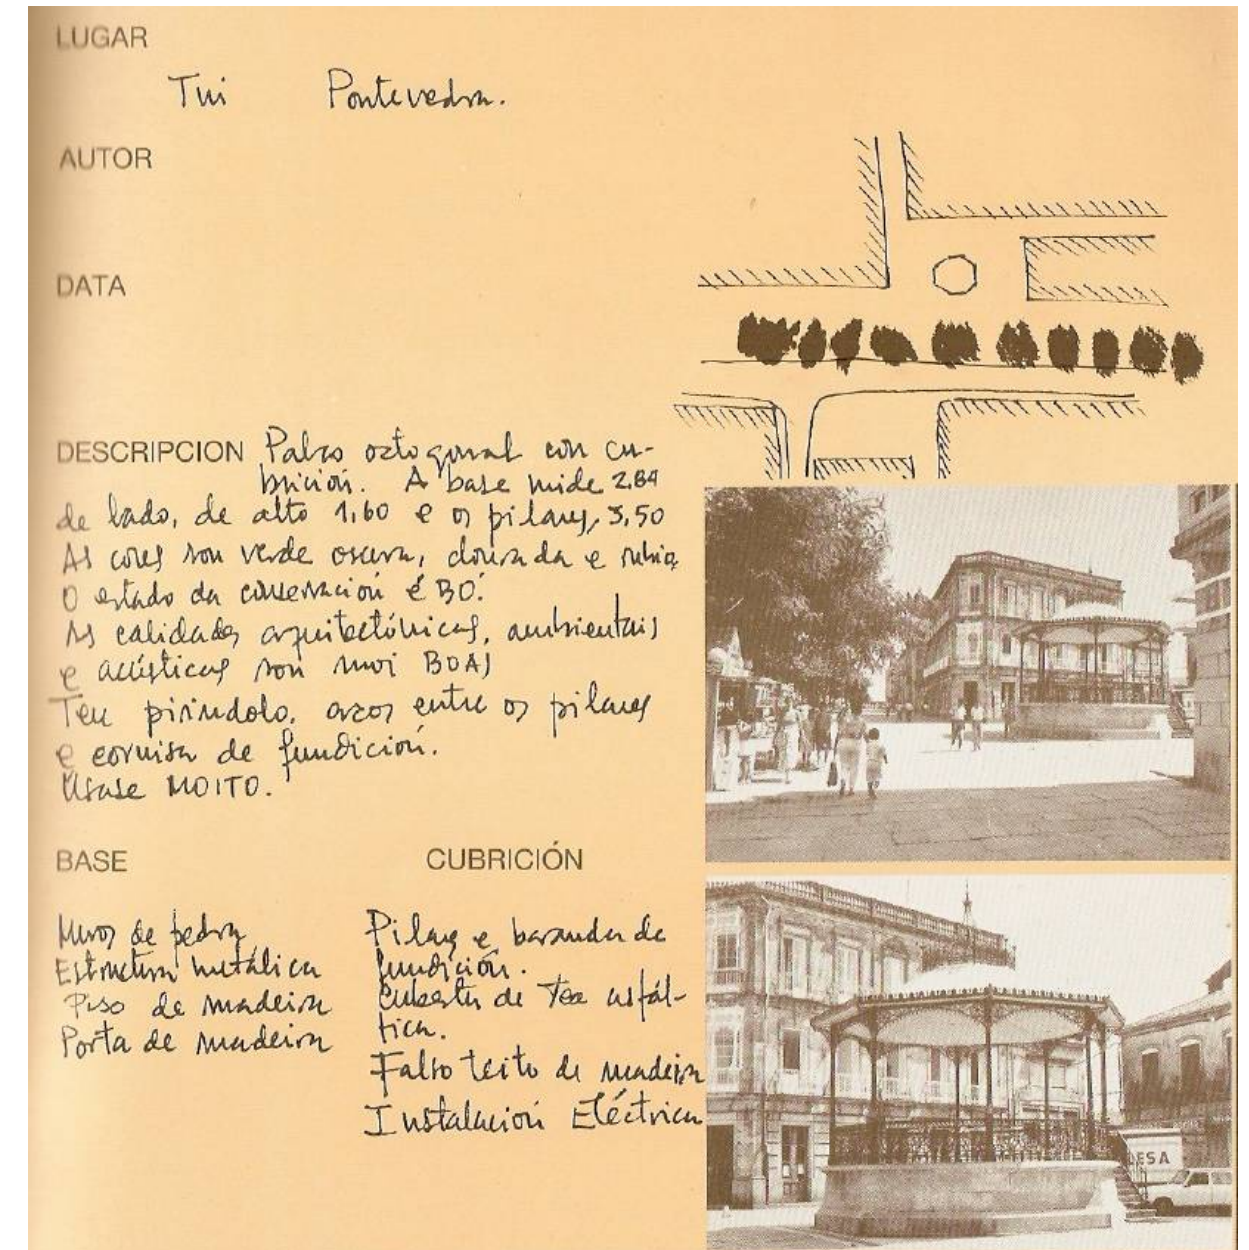 LUGAR
Tui Pontevedra.
AUTOR
DATA
DESCRIPCION Palco octogonal con cu-
brición. A base mide 2,84
de lado, de alto 1,60 e os pilares, 3,50
As cores son verde oscura, dourada e rubia,
O estado da conservación é BO.
As calidades arquitectónicas, ambientais
e acústicas son moi BOAS
Ten pirindolo, arcos entre os pilares
e cornisa de fundición.
Úsase MOITO.
BASE
Muros de pedra
Estructura metálica
Piso de madeira
Porta de madeira
CUBRICIÓN
Pilares e baranda de
fundición.
Cuberta de Tea asfál-
tica.
Falso teito de madeira
Instalación Eléctrica
LESA